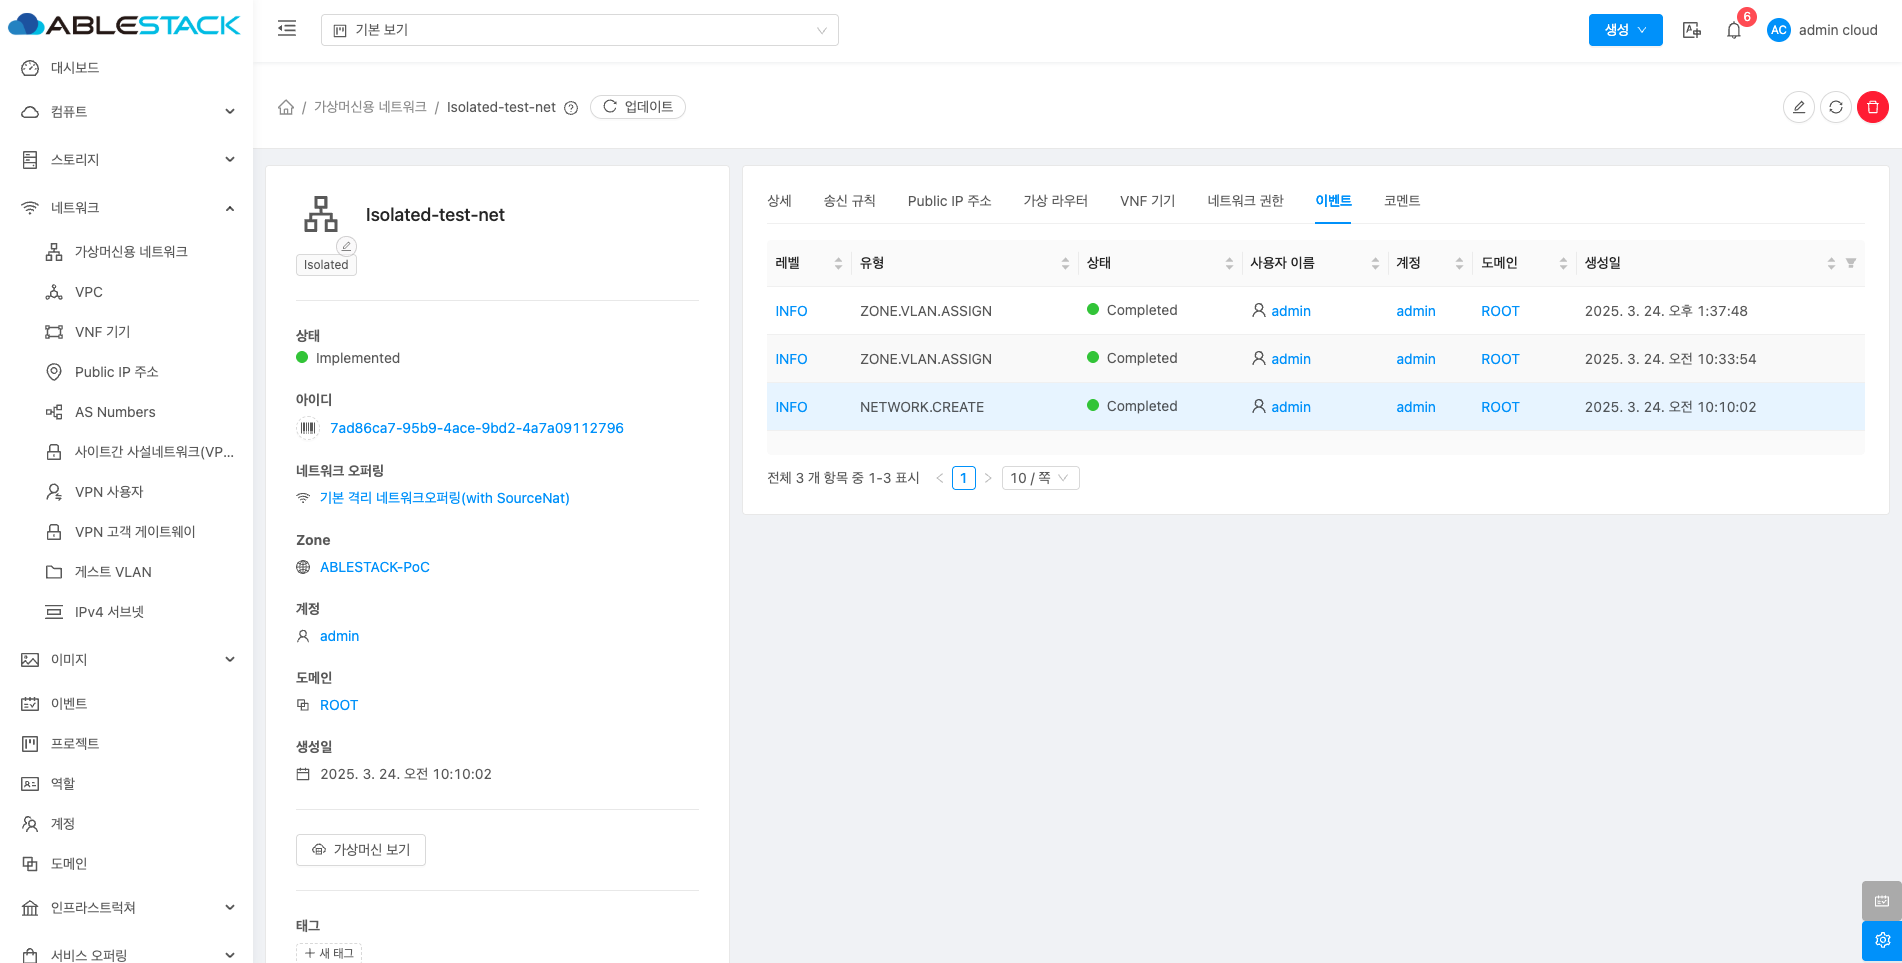 ABLESTACK
기본 보기
생성
6
AC
admin cloud
대시보드
컴퓨트
스토리지
네트워크
가상머신용 네트워크
VPC
VNF 기기
Public IP 주소
AS Numbers
사이트간 사설네트워크(VP...
VPN 사용자
VPN 고객 게이트웨이
게스트 VLAN
IPv4 서브넷
이미지
이벤트
프로젝트
역할
계정
도메인
인프라스트럭쳐
서비스 오퍼링
/ 가상머신용 네트워크 / Isolated-test-net
업데이트
Isolated-test-net
Isolated
상태
Implemented
아이디
7ad86ca7-95b9-4ace-9bd2-4a7a09112796
네트워크 오퍼링
기본 격리 네트워크오퍼링(with SourceNat)
Zone
ABLESTACK-PoC
계정
admin
도메인
ROOT
생성일
2025. 3. 24. 오전 10:10:02
가상머신 보기
태그
+ 새 태그
상세 송신 규칙 Public IP 주소 가상 라우터 VNF 기기 네트워크 권한 이벤트 코멘트
레벨 유형 상태 사용자 이름 계정 도메인 생성일
INFO ZONE.VLAN.ASSIGN Completed admin admin ROOT 2025. 3. 24. 오후 1:37:48
INFO ZONE.VLAN.ASSIGN Completed admin admin ROOT 2025. 3. 24. 오전 10:33:54
INFO NETWORK.CREATE Completed admin admin ROOT 2025. 3. 24. 오전 10:10:02
전체 3 개 항목 중 1-3 표시 < 1 > 10 / 쪽